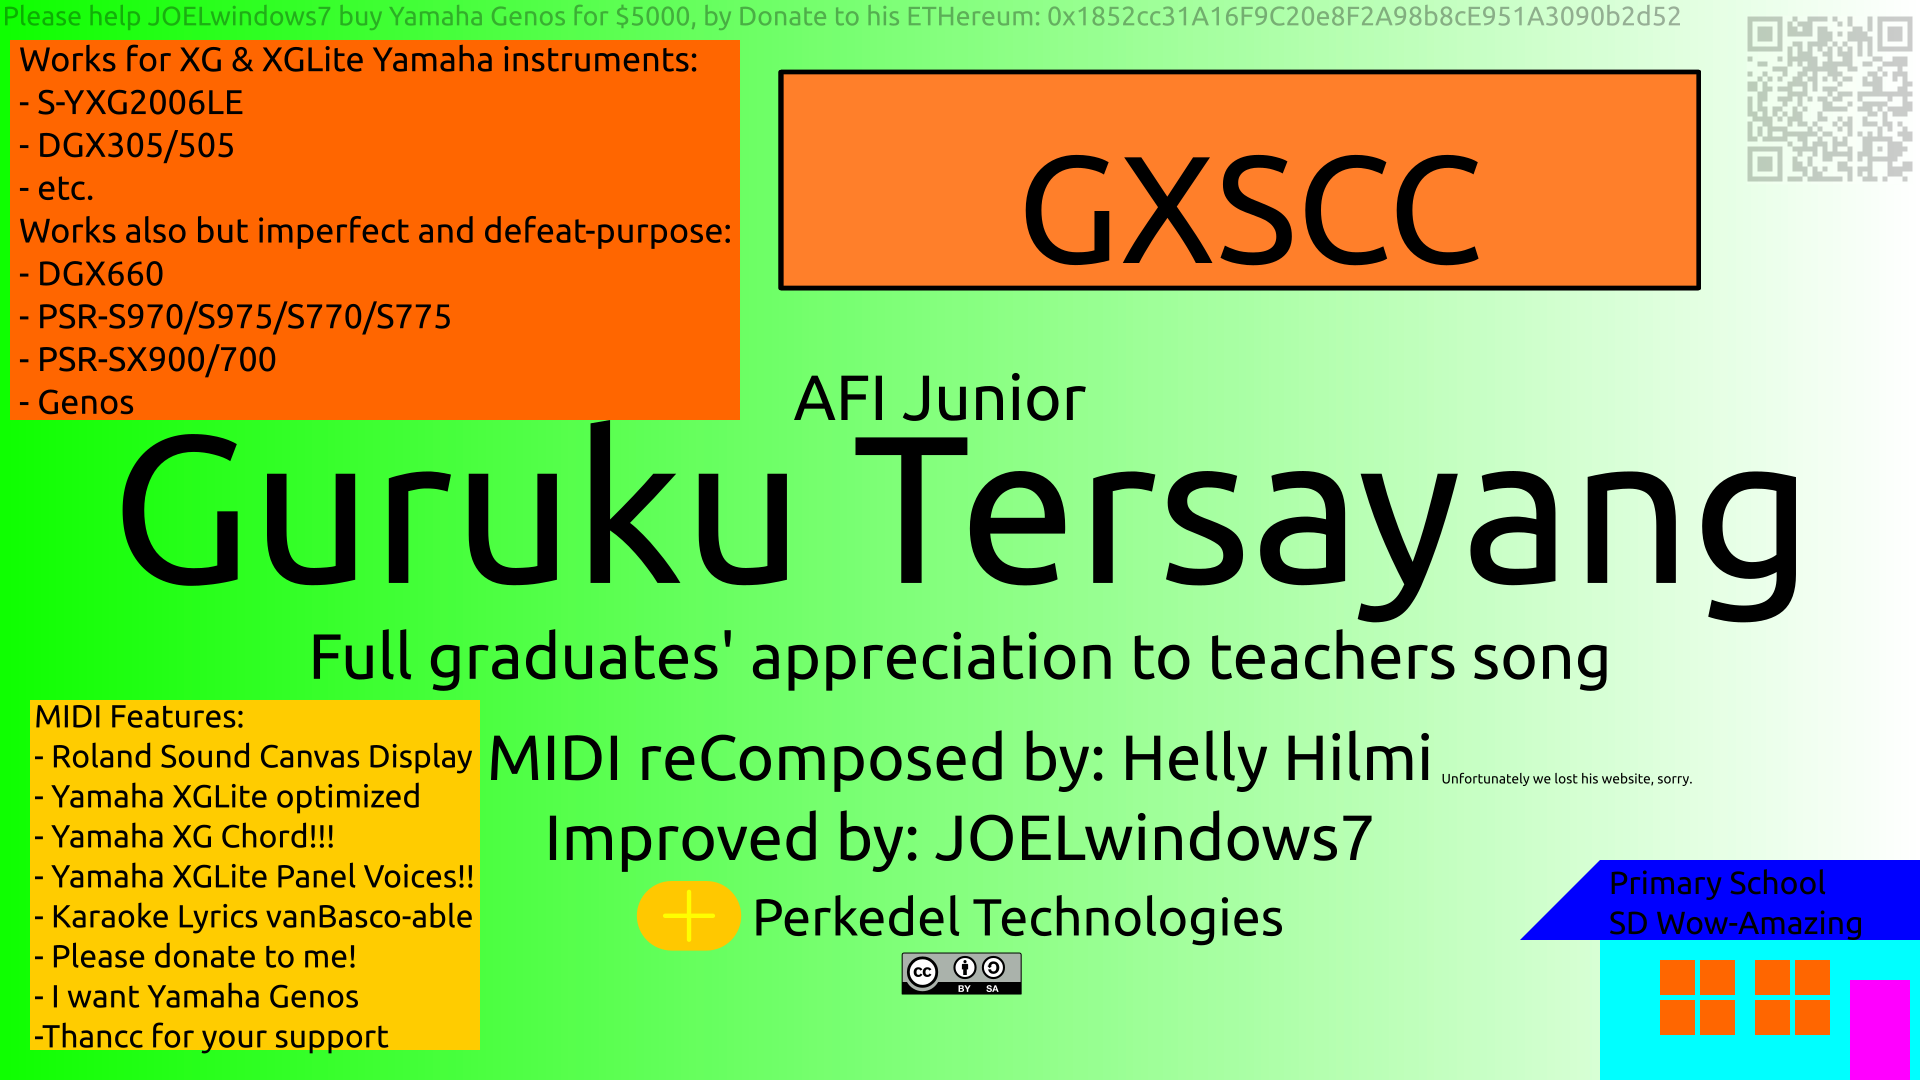 Please help JOELwindows7 buy Yamaha Genos for $5000, by Donate to his ETHereum: 0x1852cc31A16F9C20e8F2A98b8cE951A3090b2d52
Works for XG & XGLite Yamaha instruments:
- S-YXG2006LE
- DGX305/505
- etc.
Works also but imperfect and defeat-purpose:
- DGX660
- PSR-S970/S975/S770/S775
- PSR-SX900/700
- Genos
GXSCC
AFI Junior
Guruku Tersayang
Full graduates' appreciation to teachers song
MIDI Features:
- Roland Sound Canvas Display
- Yamaha XGLite optimized
- Yamaha XG Chord!!!
- Yamaha XGLite Panel Voices!!
- Karaoke Lyrics vanBasco-able
- Please donate to me!
- I want Yamaha Genos
-Thancc for your support
MIDI reComposed by: Helly Hilmi Unfortunately we lost his website, sorry.
Improved by: JOELwindows7
Perkedel Technologies
cc BY SA
Primary School
SD Wow-Amazing